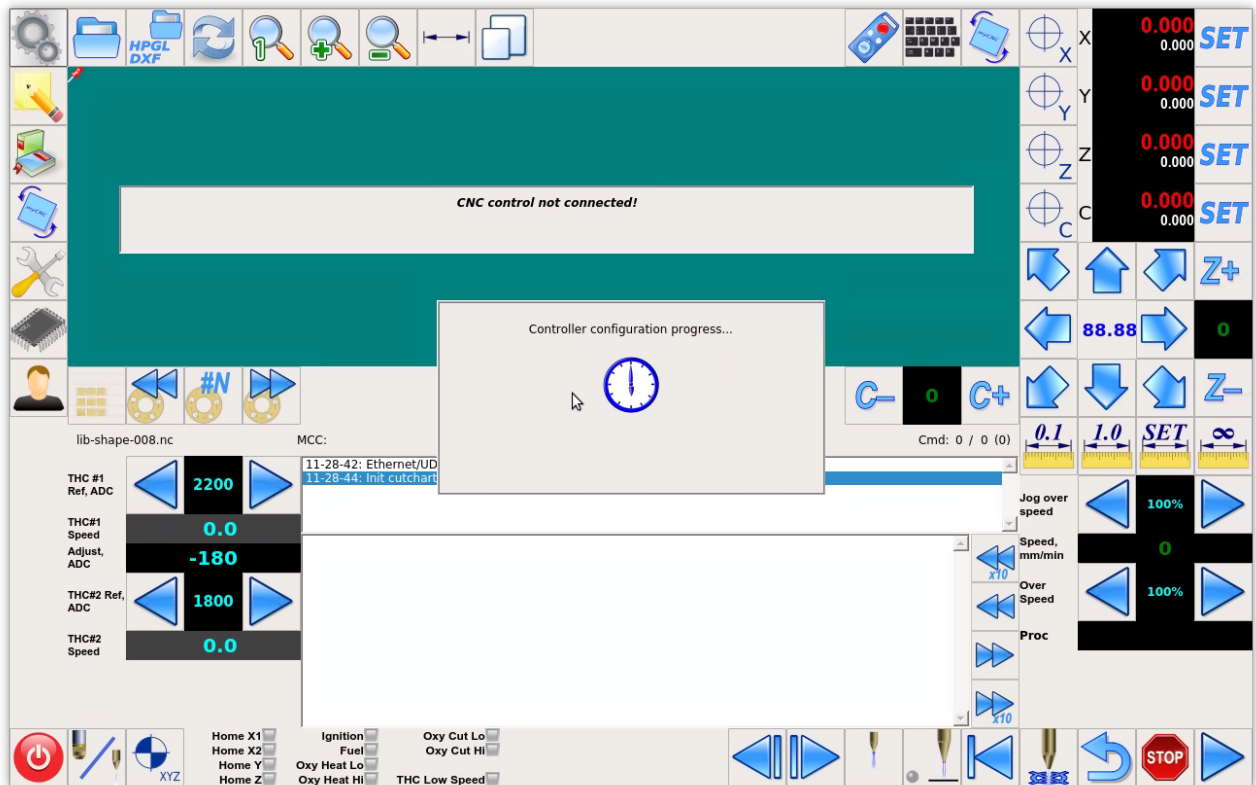 HPGL
DXF
1
myCNC
X
X
0.000
0.000
SET
Y
Y
0.000
0.000
SET
Z
Z
0.000
0.000
SET
C
C
0.000
0.000
SET
myCNC
CNC control not connected!
Controller configuration progress...
Z+
88.88
0
Z–
#N
C–
0
C+
lib-shape-008.nc
MCC:
Cmd: 0 / 0 (0)
0.1
1.0
SET
∞
11-28-42: Ethernet/UD
11-28-44: Init cutchart
THC #1
Ref, ADC
2200
THC#1
Speed
0.0
Adjust,
ADC
-180
THC#2 Ref,
ADC
1800
THC#2
Speed
0.0
x10
x10
Jog over
speed
100%
Speed,
mm/min
0
Over
Speed
100%
Proc
XYZ
Home X1
Home X2
Home Y
Home Z
Ignition
Fuel
Oxy Heat Lo
Oxy Heat Hi
Oxy Cut Lo
Oxy Cut Hi
THC Low Speed
STOP